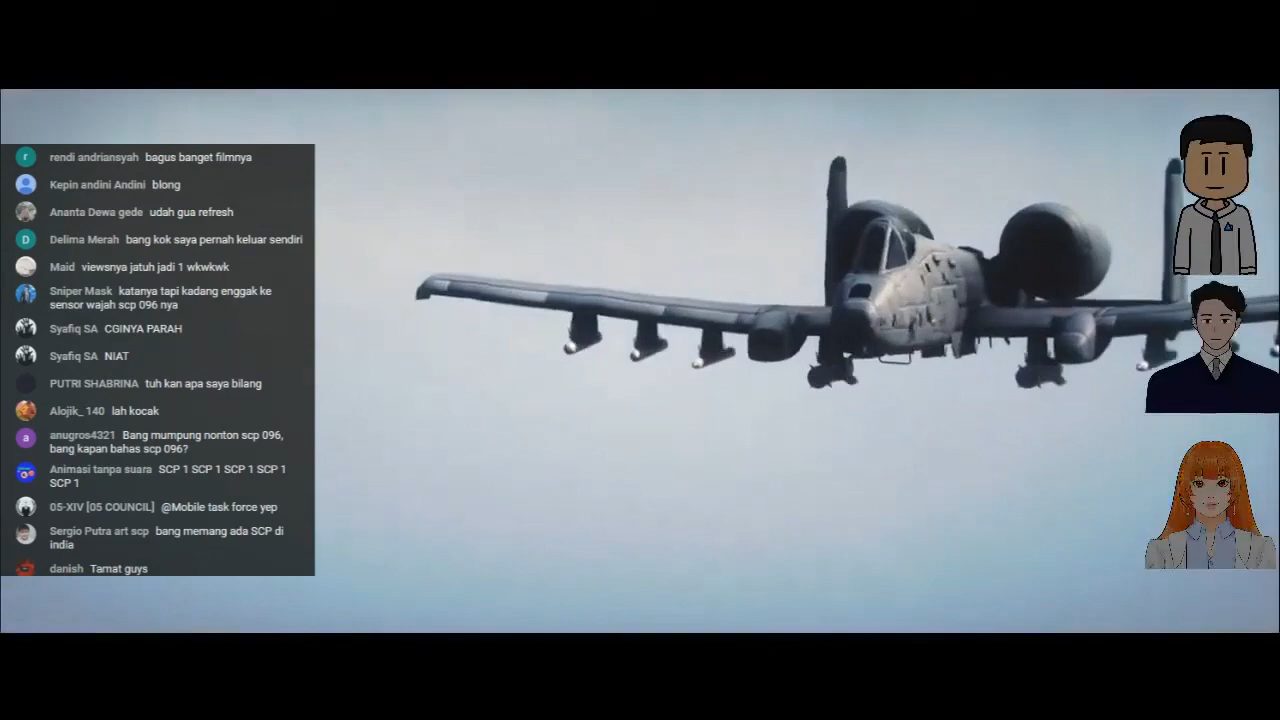 rendi andriansyah bagus banget filmnya
Kepin andini Andini blong
Ananta Dewa gede udah gua refresh
Delima Merah bang kok saya pernah keluar sendiri
Maid viewsnya jatuh jadi 1 wkwkwk
Sniper Mask katanya tapi kadang enggak ke
sensor wajah scp 096 nya
Syafiq SA CGINYA PARAH
Syafiq SA NIAT
PUTRI SHABRINA tuh kan apa saya bilang
Alojik_ 140 lah kocak
anugros4321 Bang mumpung nonton scp 096,
bang kapan bahas scp 096?
Animasi tanpa suara SCP 1 SCP 1 SCP 1 SCP 1
SCP 1
05-XIV [05 COUNCIL] @Mobile task force yep
Sergio Putra art scp bang memang ada SCP di
india
danish Tamat guys